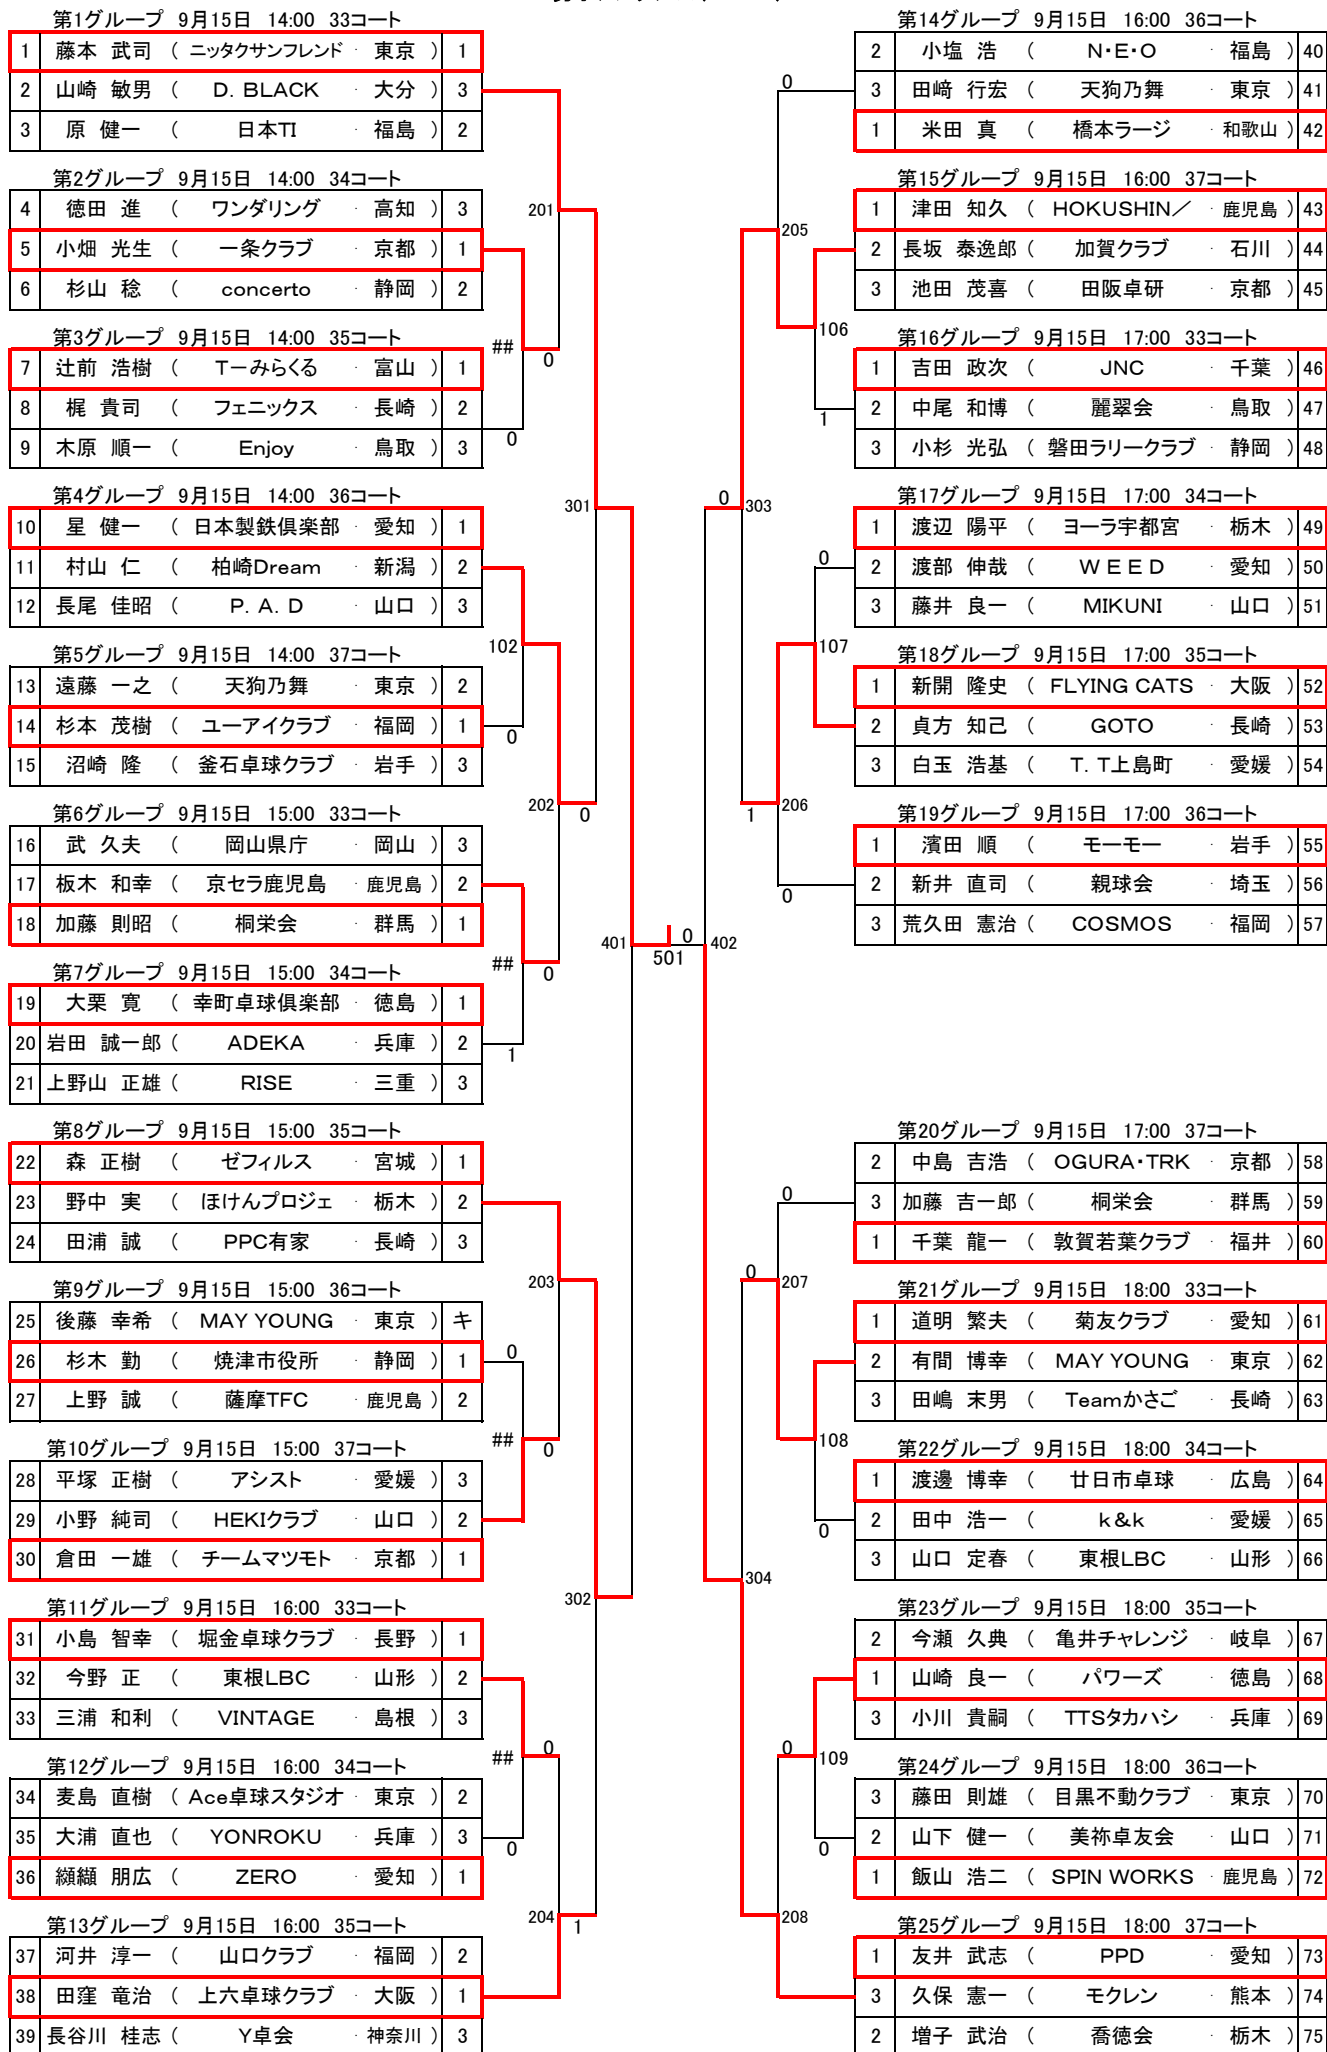 第1グループ 9月15日 14:00 33コート
1 藤本 武司 ( ニッタクサンフレンド · 東京 ) 1
2 山崎 敏男 ( D. BLACK · 大分 ) 3
3 原 健一 ( 日本TI · 福島 ) 2
第2グループ 9月15日 14:00 34コート
4 徳田 進 ( ワンダリング · 高知 ) 3
5 小畑 光生 ( 一条クラブ · 京都 ) 1
6 杉山 稔 ( concerto · 静岡 ) 2
第3グループ 9月15日 14:00 35コート
7 辻前 浩樹 ( T-みらくる · 富山 ) 1
8 梶 貴司 ( フェニックス · 長崎 ) 2
9 木原 順一 ( Enjoy · 鳥取 ) 3
第4グループ 9月15日 14:00 36コート
10 星 健一 ( 日本製鉄倶楽部 · 愛知 ) 1
11 村山 仁 ( 柏崎Dream · 新潟 ) 2
12 長尾 佳昭 ( P. A. D · 山口 ) 3
第5グループ 9月15日 14:00 37コート
13 遠藤 一之 ( 天狗乃舞 · 東京 ) 2
14 杉本 茂樹 ( ユーアイクラブ · 福岡 ) 1
15 沼崎 隆 ( 釜石卓球クラブ · 岩手 ) 3
第6グループ 9月15日 15:00 33コート
16 武 久夫 ( 岡山県庁 · 岡山 ) 3
17 板木 和幸 ( 京セラ鹿児島 · 鹿児島 ) 2
18 加藤 則昭 ( 桐栄会 · 群馬 ) 1
第7グループ 9月15日 15:00 34コート
19 大栗 寛 ( 幸町卓球倶楽部 · 徳島 ) 1
20 岩田 誠一郎 ( ADEKA · 兵庫 ) 2
21 上野山 正雄 ( RISE · 三重 ) 3
第8グループ 9月15日 15:00 35コート
22 森 正樹 ( ゼフィルス · 宮城 ) 1
23 野中 実 ( ほけんプロジェ · 栃木 ) 2
24 田浦 誠 ( PPC有家 · 長崎 ) 3
第9グループ 9月15日 15:00 36コート
25 後藤 幸希 ( MAY YOUNG · 東京 ) キ
26 杉木 勤 ( 焼津市役所 · 静岡 ) 1
27 上野 誠 ( 薩摩TFC · 鹿児島 ) 2
第10グループ 9月15日 15:00 37コート
28 平塚 正樹 ( アシスト · 愛媛 ) 3
29 小野 純司 ( HEKIクラブ · 山口 ) 2
30 倉田 一雄 ( チームマツモト · 京都 ) 1
第11グループ 9月15日 16:00 33コート
31 小島 智幸 ( 堀金卓球クラブ · 長野 ) 1
32 今野 正 ( 東根LBC · 山形 ) 2
33 三浦 和利 ( VINTAGE · 島根 ) 3
第12グループ 9月15日 16:00 34コート
34 麦島 直樹 ( Ace卓球スタジオ · 東京 ) 2
35 大浦 直也 ( YONROKU · 兵庫 ) 3
36 纐纈 朋広 ( ZERO · 愛知 ) 1
第13グループ 9月15日 16:00 35コート
37 河井 淳一 ( 山口クラブ · 福岡 ) 2
38 田窪 竜治 ( 上六卓球クラブ · 大阪 ) 1
39 長谷川 桂志 ( Y卓会 · 神奈川 ) 3
201
##
0
0
301
102
0
202
0
##
0
1
401
501
0
402
203
0
##
0
302
##
0
0
204
1
0
205
106
1
0
303
0
107
1
206
0
0
0
207
108
0
304
0
0
109
0
208
第14グループ 9月15日 16:00 36コート
2 小塩 浩 ( N・E・O · 福島 ) 40
3 田﨑 行宏 ( 天狗乃舞 · 東京 ) 41
1 米田 真 ( 橋本ラージ · 和歌山 ) 42
第15グループ 9月15日 16:00 37コート
1 津田 知久 ( HOKUSHIN/ · 鹿児島 ) 43
2 長坂 泰逸郎 ( 加賀クラブ · 石川 ) 44
3 池田 茂喜 ( 田阪卓研 · 京都 ) 45
第16グループ 9月15日 17:00 33コート
1 吉田 政次 ( JNC · 千葉 ) 46
2 中尾 和博 ( 麗翠会 · 鳥取 ) 47
3 小杉 光弘 ( 磐田ラリークラブ · 静岡 ) 48
第17グループ 9月15日 17:00 34コート
1 渡辺 陽平 ( ヨーラ宇都宮 · 栃木 ) 49
2 渡部 伸哉 ( WEED · 愛知 ) 50
3 藤井 良一 ( MIKUNI · 山口 ) 51
第18グループ 9月15日 17:00 35コート
1 新開 隆史 ( FLYING CATS · 大阪 ) 52
2 貞方 知己 ( GOTO · 長崎 ) 53
3 白玉 浩基 ( T. T上島町 · 愛媛 ) 54
第19グループ 9月15日 17:00 36コート
1 濱田 順 ( モーモー · 岩手 ) 55
2 新井 直司 ( 親球会 · 埼玉 ) 56
3 荒久田 憲治 ( COSMOS · 福岡 ) 57
第20グループ 9月15日 17:00 37コート
2 中島 吉浩 ( OGURA・TRK · 京都 ) 58
3 加藤 吉一郎 ( 桐栄会 · 群馬 ) 59
1 千葉 龍一 ( 敦賀若葉クラブ · 福井 ) 60
第21グループ 9月15日 18:00 33コート
1 道明 繁夫 ( 菊友クラブ · 愛知 ) 61
2 有間 博幸 ( MAY YOUNG · 東京 ) 62
3 田嶋 末男 ( Teamかさご · 長崎 ) 63
第22グループ 9月15日 18:00 34コート
1 渡邊 博幸 ( 廿日市卓球 · 広島 ) 64
2 田中 浩一 ( k&k · 愛媛 ) 65
3 山口 定春 ( 東根LBC · 山形 ) 66
第23グループ 9月15日 18:00 35コート
2 今瀬 久典 ( 亀井チャレンジ · 岐阜 ) 67
1 山崎 良一 ( パワーズ · 徳島 ) 68
3 小川 貴嗣 ( TTSタカハシ · 兵庫 ) 69
第24グループ 9月15日 18:00 36コート
3 藤田 則雄 ( 目黒不動クラブ · 東京 ) 70
2 山下 健一 ( 美祢卓友会 · 山口 ) 71
1 飯山 浩二 ( SPIN WORKS · 鹿児島 ) 72
第25グループ 9月15日 18:00 37コート
1 友井 武志 ( PPD · 愛知 ) 73
3 久保 憲一 ( モクレン · 熊本 ) 74
2 増子 武治 ( 喬徳会 · 栃木 ) 75